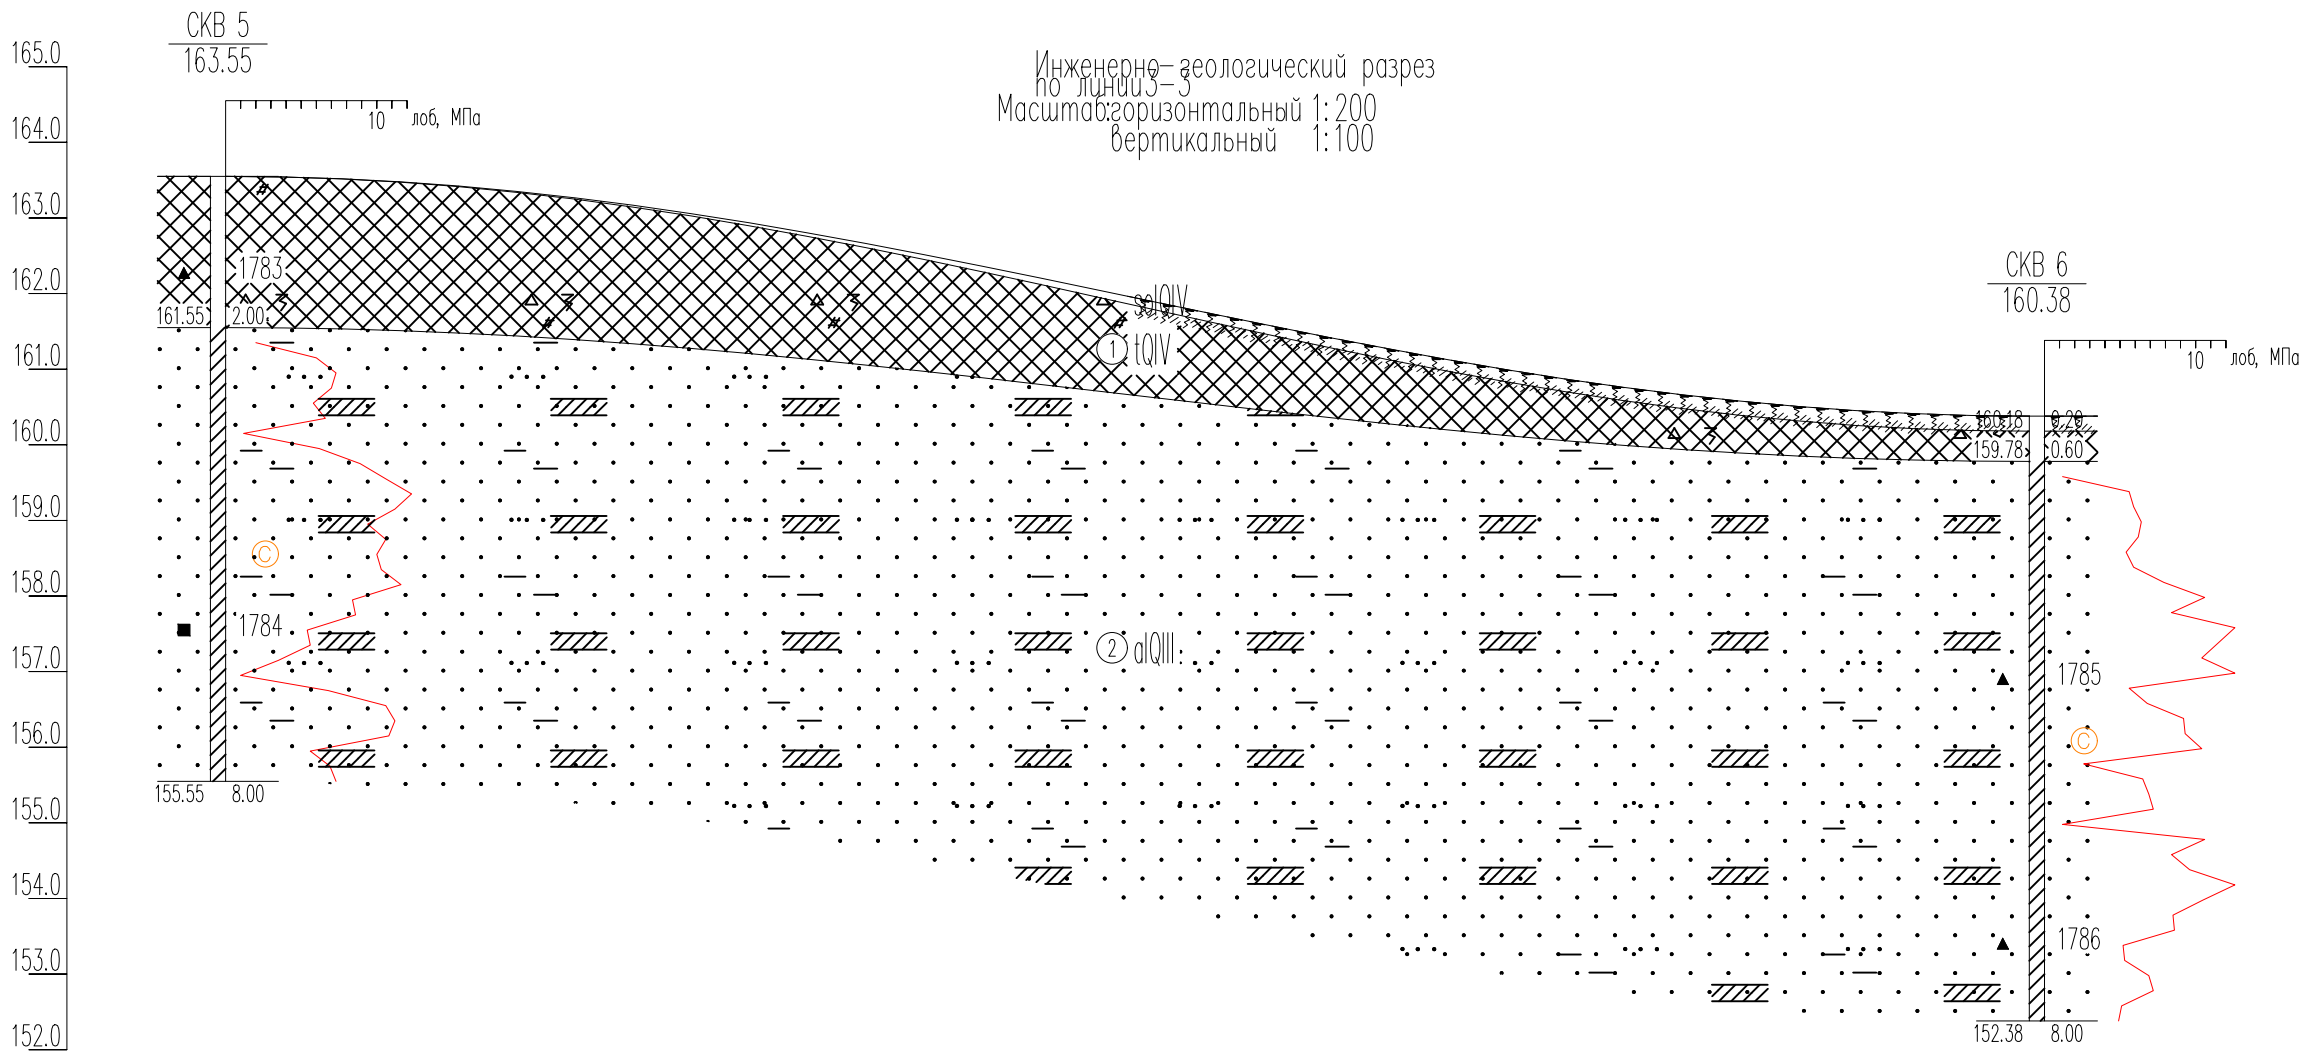 СКВ 5
163.55
Инженерно-геологический разрез
по линии 3-3
Масштаб: горизонтальный 1:200
вертикальный 1:100
165.0
164.0
163.0
162.0
161.0
160.0
159.0
158.0
157.0
156.0
155.0
154.0
153.0
152.0
10 лоб, МПа
1783
161.55 2.00
С
1784
155.55 8.00
solQIV
1 tQIV
2 aIQIII
СКВ 6
160.38
10 лоб, МПа
160.18 0.20
159.78 0.60
1785
С
1786
152.38 8.00